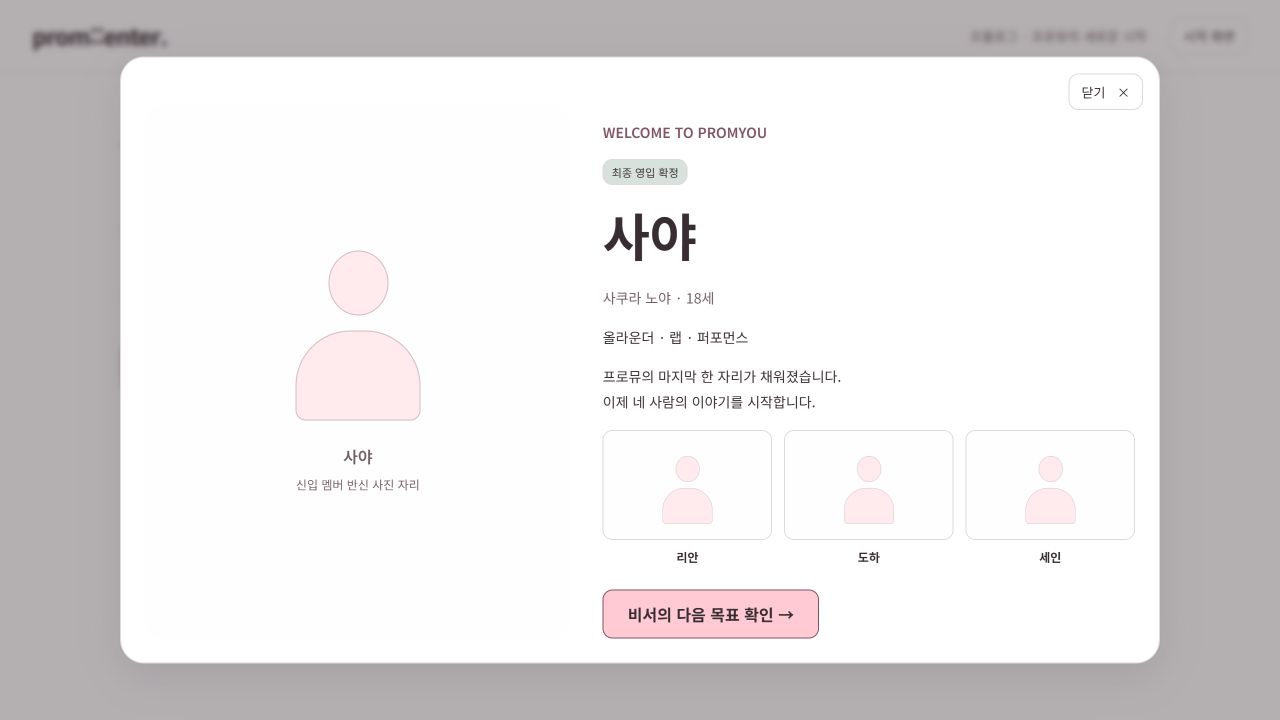 닫기 ×
WELCOME TO PROMYOU
최종 영입 확정
사야
사쿠라 노야 · 18세
올라운더 · 랩 · 퍼포먼스
프로뮤의 마지막 한 자리가 채워졌습니다.
이제 네 사람의 이야기를 시작합니다.
사야
신입 멤버 반신 사진 자리
리안
도하
세인
비서의 다음 목표 확인 →